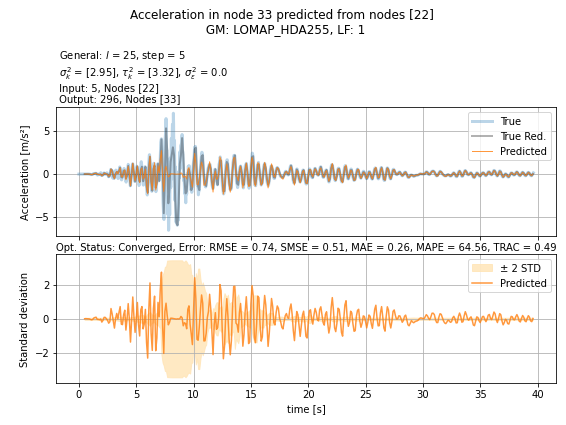 Acceleration in node 33 predicted from nodes [22]
GM: LOMAP_HDA255, LF: 1
General: l = 25, step = 5
σ²ₖ = [2.95], τ²ₖ = [3.32], σ²ε = 0.0
Input: 5, Nodes [22]
Output: 296, Nodes [33]
True
True Red.
Predicted
Acceleration [m/s²]
5
0
−5
Opt. Status: Converged, Error: RMSE = 0.74, SMSE = 0.51, MAE = 0.26, MAPE = 64.56, TRAC = 0.49
± 2 STD
Predicted
Standard deviation
2
0
−2
0 5 10 15 20 25 30 35 40
time [s]